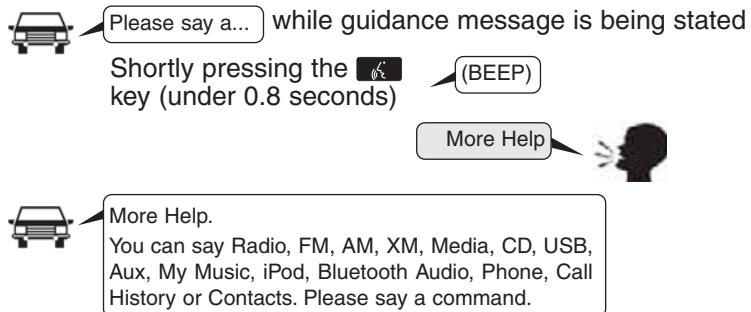 Please say a... while guidance message is being stated
Shortly pressing the
key (under 0.8 seconds)
(BEEP)
More Help
More Help.
You can say Radio, FM, AM, XM, Media, CD, USB,
Aux, My Music, iPod, Bluetooth Audio, Phone, Call
History or Contacts. Please say a command.